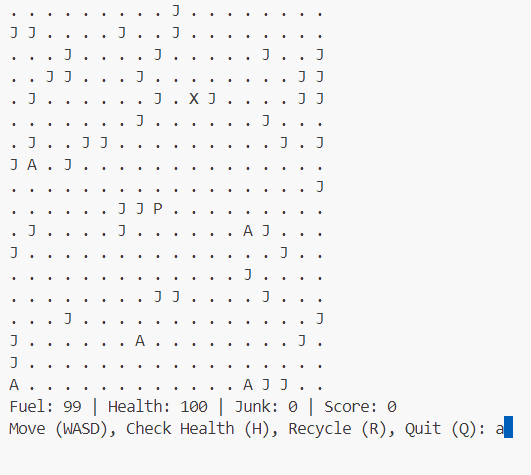 . . . . . . . . . J . . . . . . . .
J J . . . . J . . J . . . . . . . .
. . . J . . . . J . . . . . J . . J
. . J J . . . J . . . . . . . . J J
. J . . . . . . J . X J . . . . J J
. . . . . . . J . . . . . . J . . .
. J . . J J . . . . . . . . . J . J
J A . J . . . . . . . . . . . . . .
. . . . . . . . . . . . . . . . . J
. . . . . . J J P . . . . . . . . .
. J . . . . J . . . . . . A J . . .
J . . . . . . . . . . . . . . J . .
. . . . . . . . . . . . . J . . . .
. . . . . . . . J J . . . . J . . .
. . . J . . . . . . . . . . . . . J
J . . . . . . A . . . . . . . . J .
J . . . . . . . . . . . . . . . . .
A . . . . . . . . . . . . A J J . .
Fuel: 99 | Health: 100 | Junk: 0 | Score: 0
Move (WASD), Check Health (H), Recycle (R), Quit (Q): a